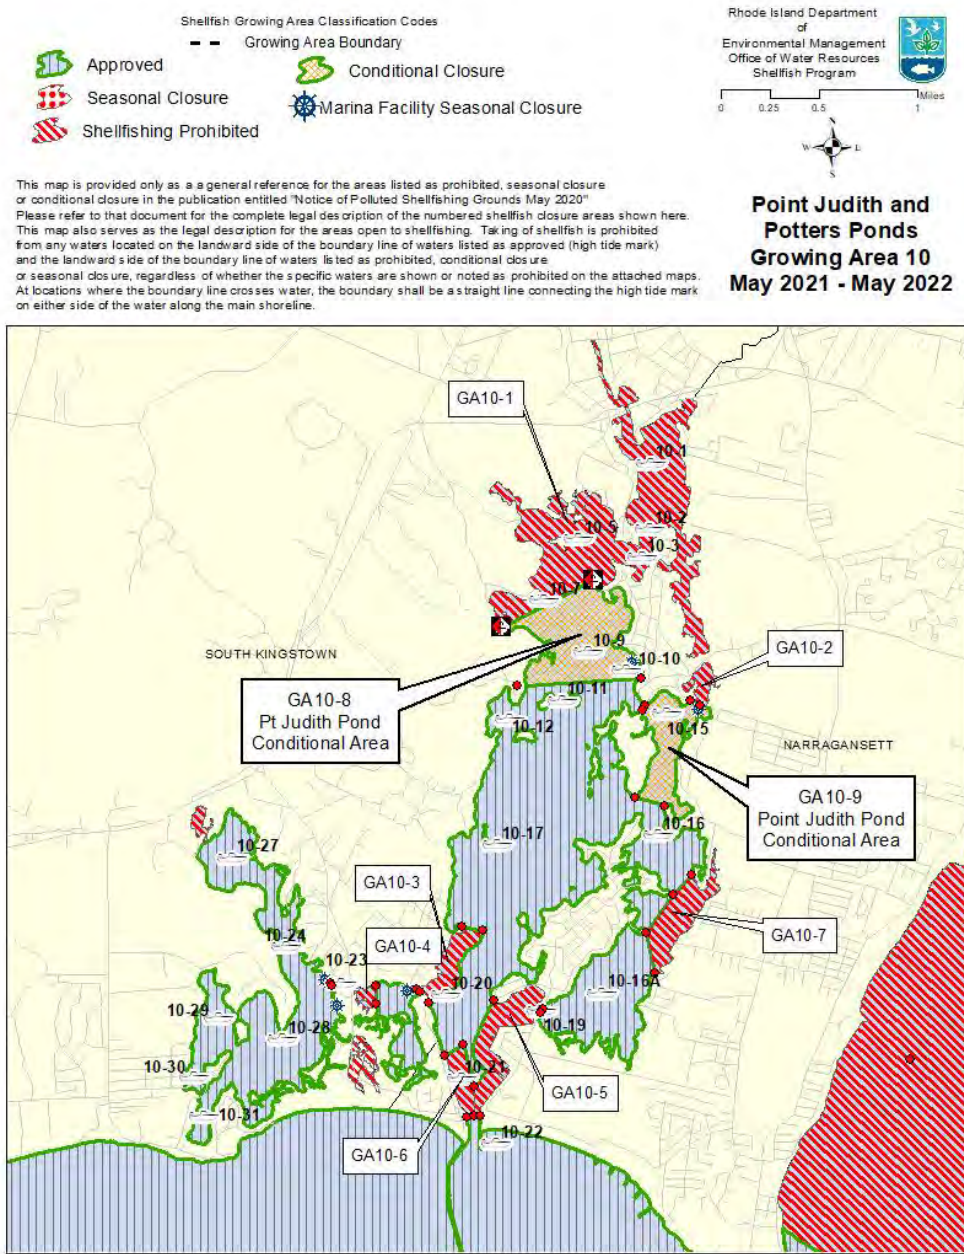 Shellfish Growing Area Classification Codes
Growing Area Boundary
Approved
Conditional Closure
Seasonal Closure
Marina Facility Seasonal Closure
Shellfishing Prohibited
Rhode Island Department
of
Environmental Management
Office of Water Resources
Shellfish Program
Miles
0 0.25 0.5 1
N
W E
S
This map is provided only as a a general reference for the areas listed as prohibited, seasonal closure
or conditional closure in the publication entitled "Notice of Polluted Shellfishing Grounds May 2020"
Please refer to that document for the complete legal description of the numbered shellfish closure areas shown here.
This map also serves as the legal description for the areas open to shellfishing. Taking of shellfish is prohibited
from any waters located on the landward side of the boundary line of waters listed as approved (high tide mark)
and the landward side of the boundary line of waters listed as prohibited, conditional closure
or seasonal closure, regardless of whether the specific waters are shown or noted as prohibited on the attached maps.
At locations where the boundary line crosses water, the boundary shall be a straight line connecting the high tide mark
on either side of the water along the main shoreline.
Point Judith and
Potters Ponds
Growing Area 10
May 2021 - May 2022
GA10-1
10-1
10-2
10-5
10-3
10-7
10-9
SOUTH KINGSTOWN
10-10
GA10-2
GA10-8
Pt Judith Pond
Conditional Area
10-11
10-12
10-15
NARRAGANSETT
GA10-9
Point Judith Pond
Conditional Area
10-16
10-17
10-27
GA10-3
GA10-7
GA10-4
10-24
10-23
10-20
10-16A
10-29
10-19
10-28
10-30
10-21
GA10-5
10-31
10-22
GA10-6